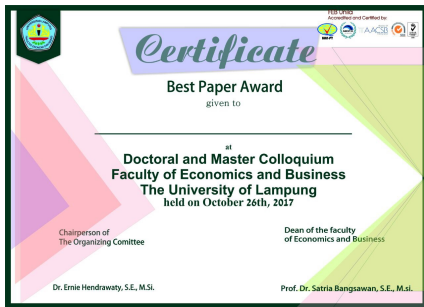 FEB Unila
Accredited and Certified by:
AACSB
Certificate
Best Paper Award
given to
at
Doctoral and Master Colloquium
Faculty of Economics and Business
The University of Lampung
held on October 26th, 2017
Chairperson of
The Organizing Comittee
Dean of the faculty
of Economics and Business
Dr. Ernie Hendrawaty, S.E., M.Si.
Prof. Dr. Satria Bangsawan, S.E., M.si.